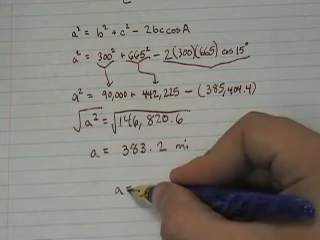 a² = b² + c² - 2bc cos A
a² = 300² + 665² - 2(300)(665) cos 15°
a² = 90,000 + 442,225 - (385,404.4)
√a² = √146,820.6
a = 383.2 mi
a =